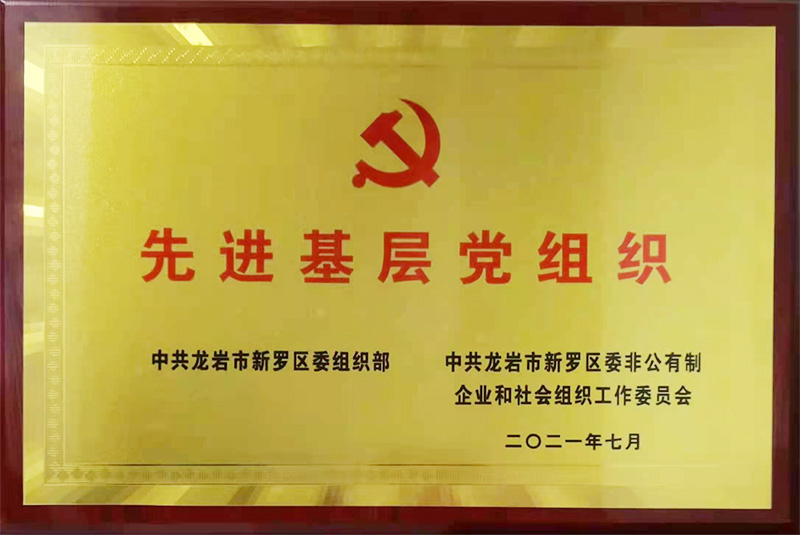 先进基层党组织
中共龙岩市新罗区委组织部
中共龙岩市新罗区委非公有制
企业和社会组织工作委员会
二〇二一年七月